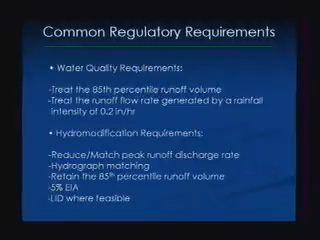 Common Regulatory Requirements
• Water Quality Requirements:
-Treat the 85th percentile runoff volume
-Treat the runoff flow rate generated by a rainfall
intensity of 0.2 in/hr
• Hydromodification Requirements:
-Reduce/Match peak runoff discharge rate
-Hydrograph matching
-Retain the 85th percentile runoff volume
-5% EIA
-LID where feasible